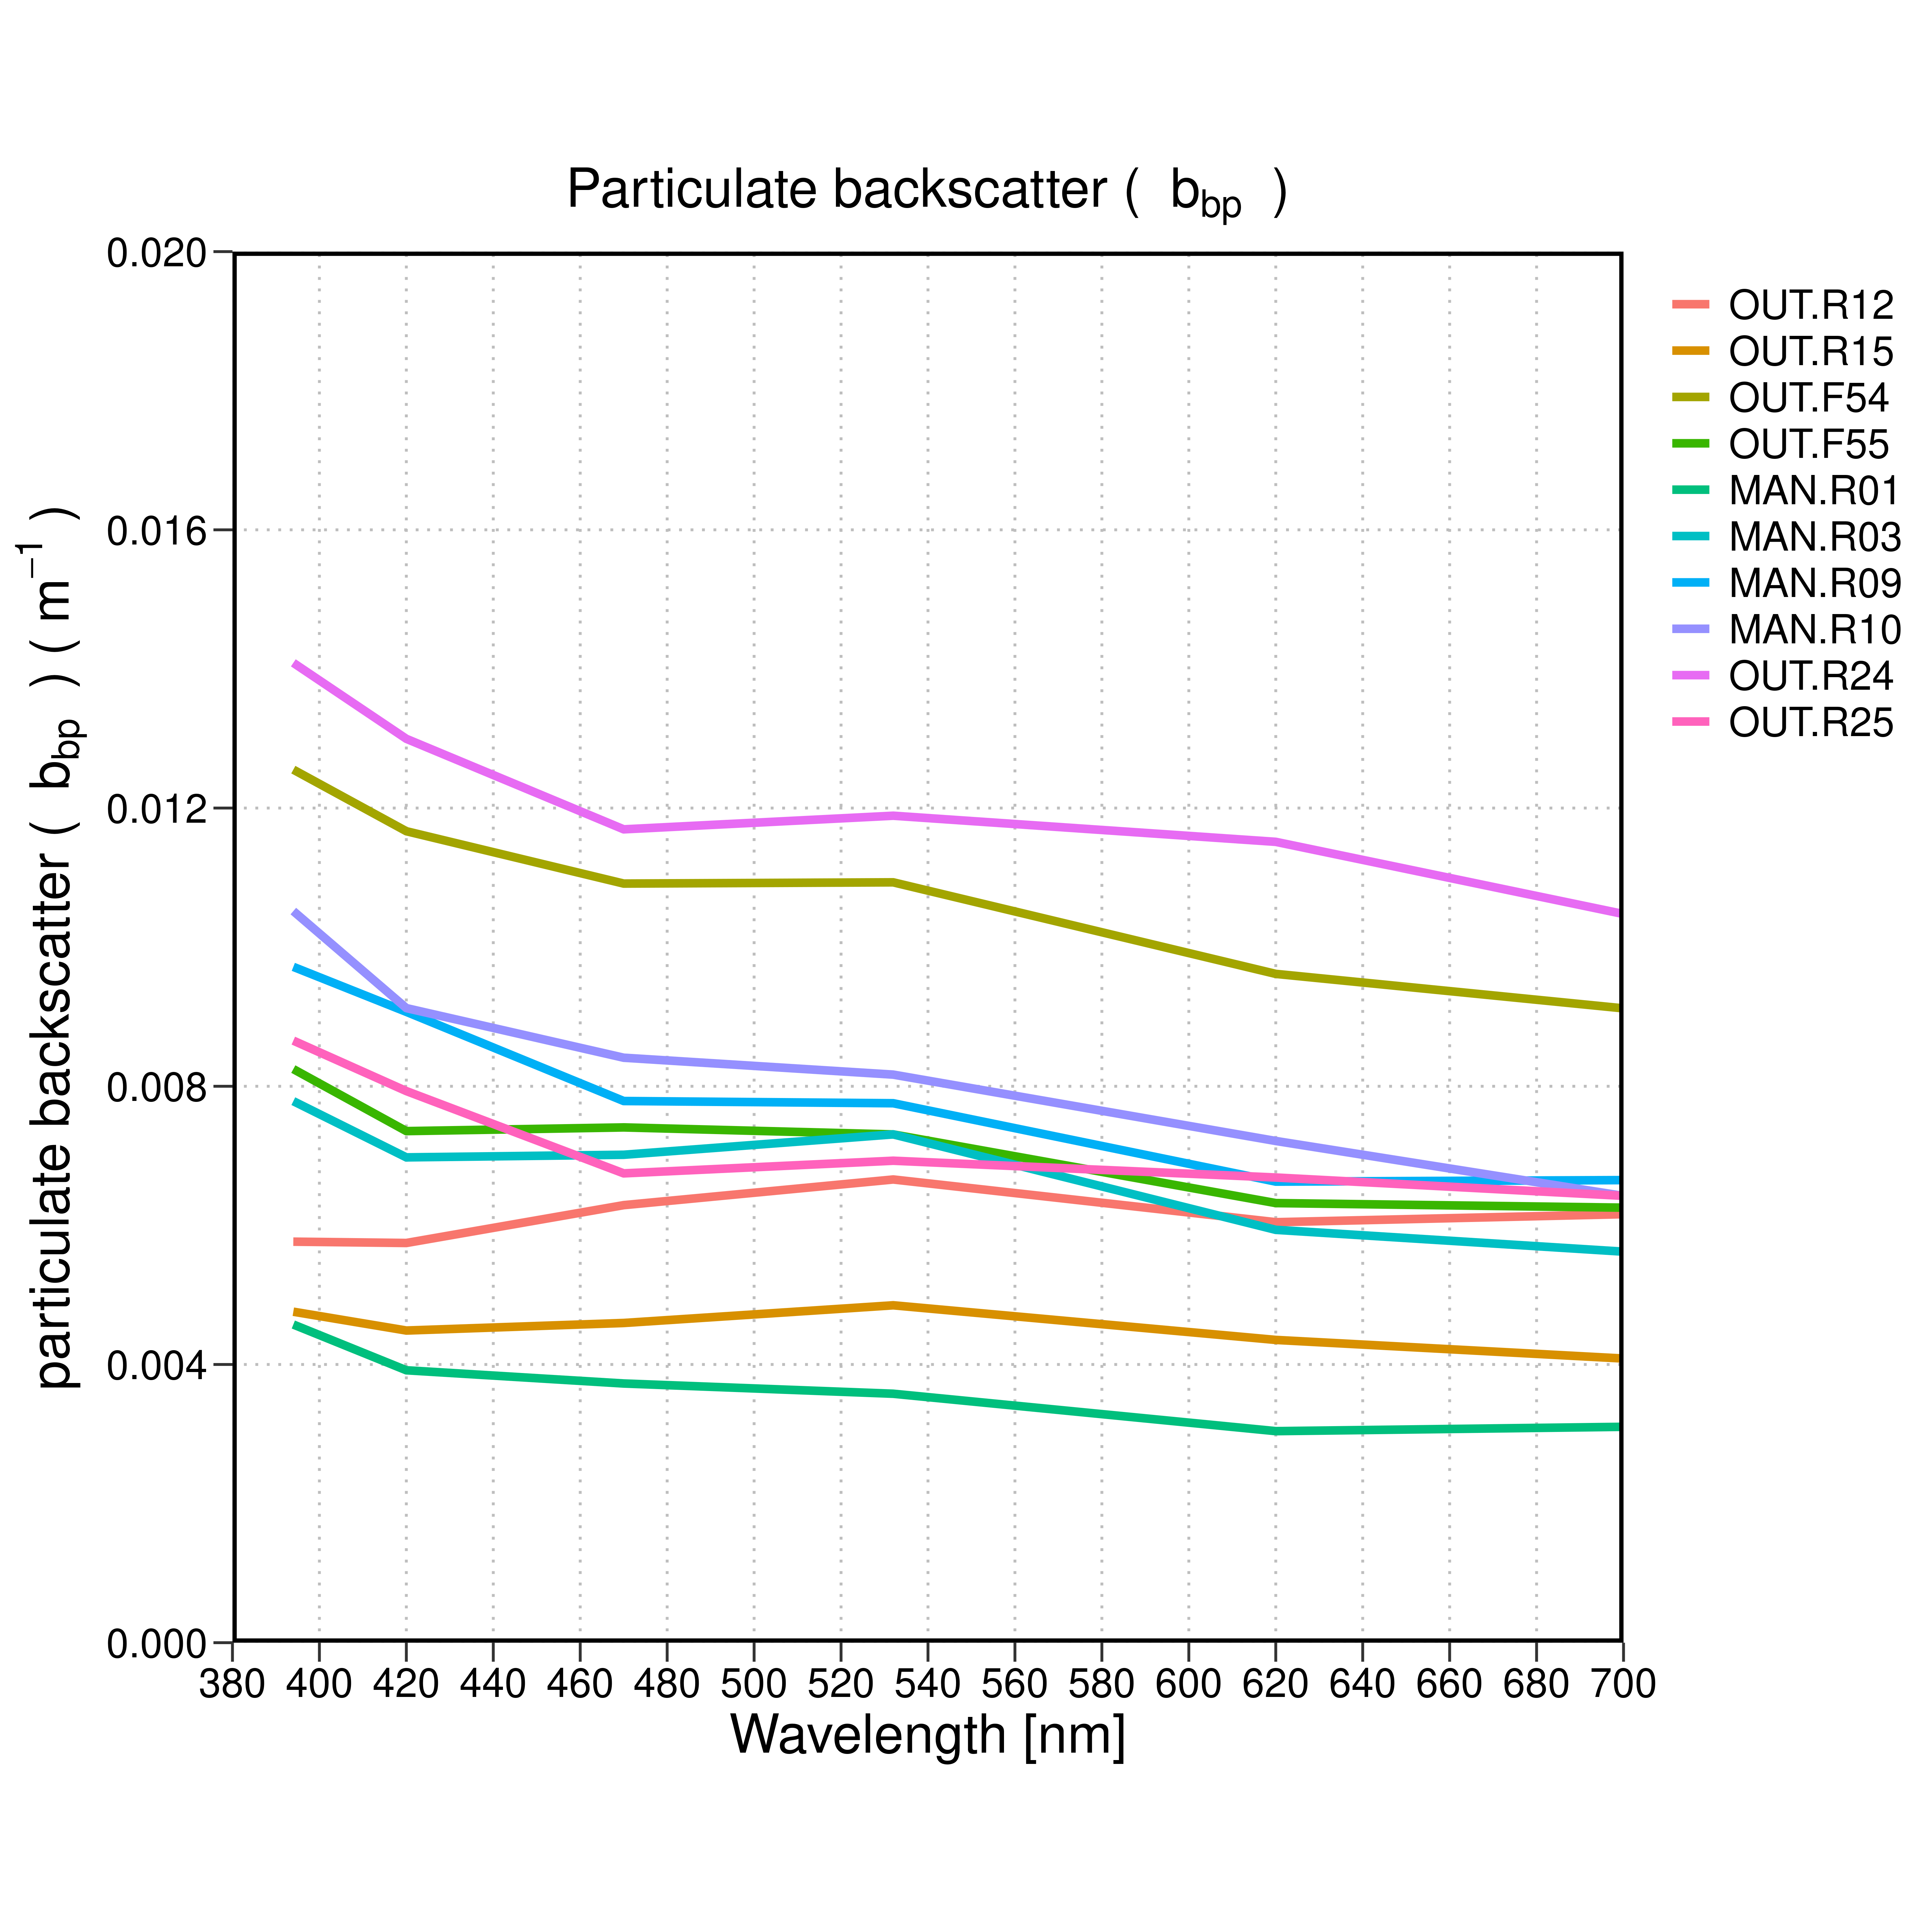 Particulate backscatter ( bbp )
0.020
0.016
0.012
0.008
0.004
0.000
particulate backscatter ( bbp ) ( m−1 )
380 400 420 440 460 480 500 520 540 560 580 600 620 640 660 680 700
Wavelength [nm]
OUT.R12
OUT.R15
OUT.F54
OUT.F55
MAN.R01
MAN.R03
MAN.R09
MAN.R10
OUT.R24
OUT.R25